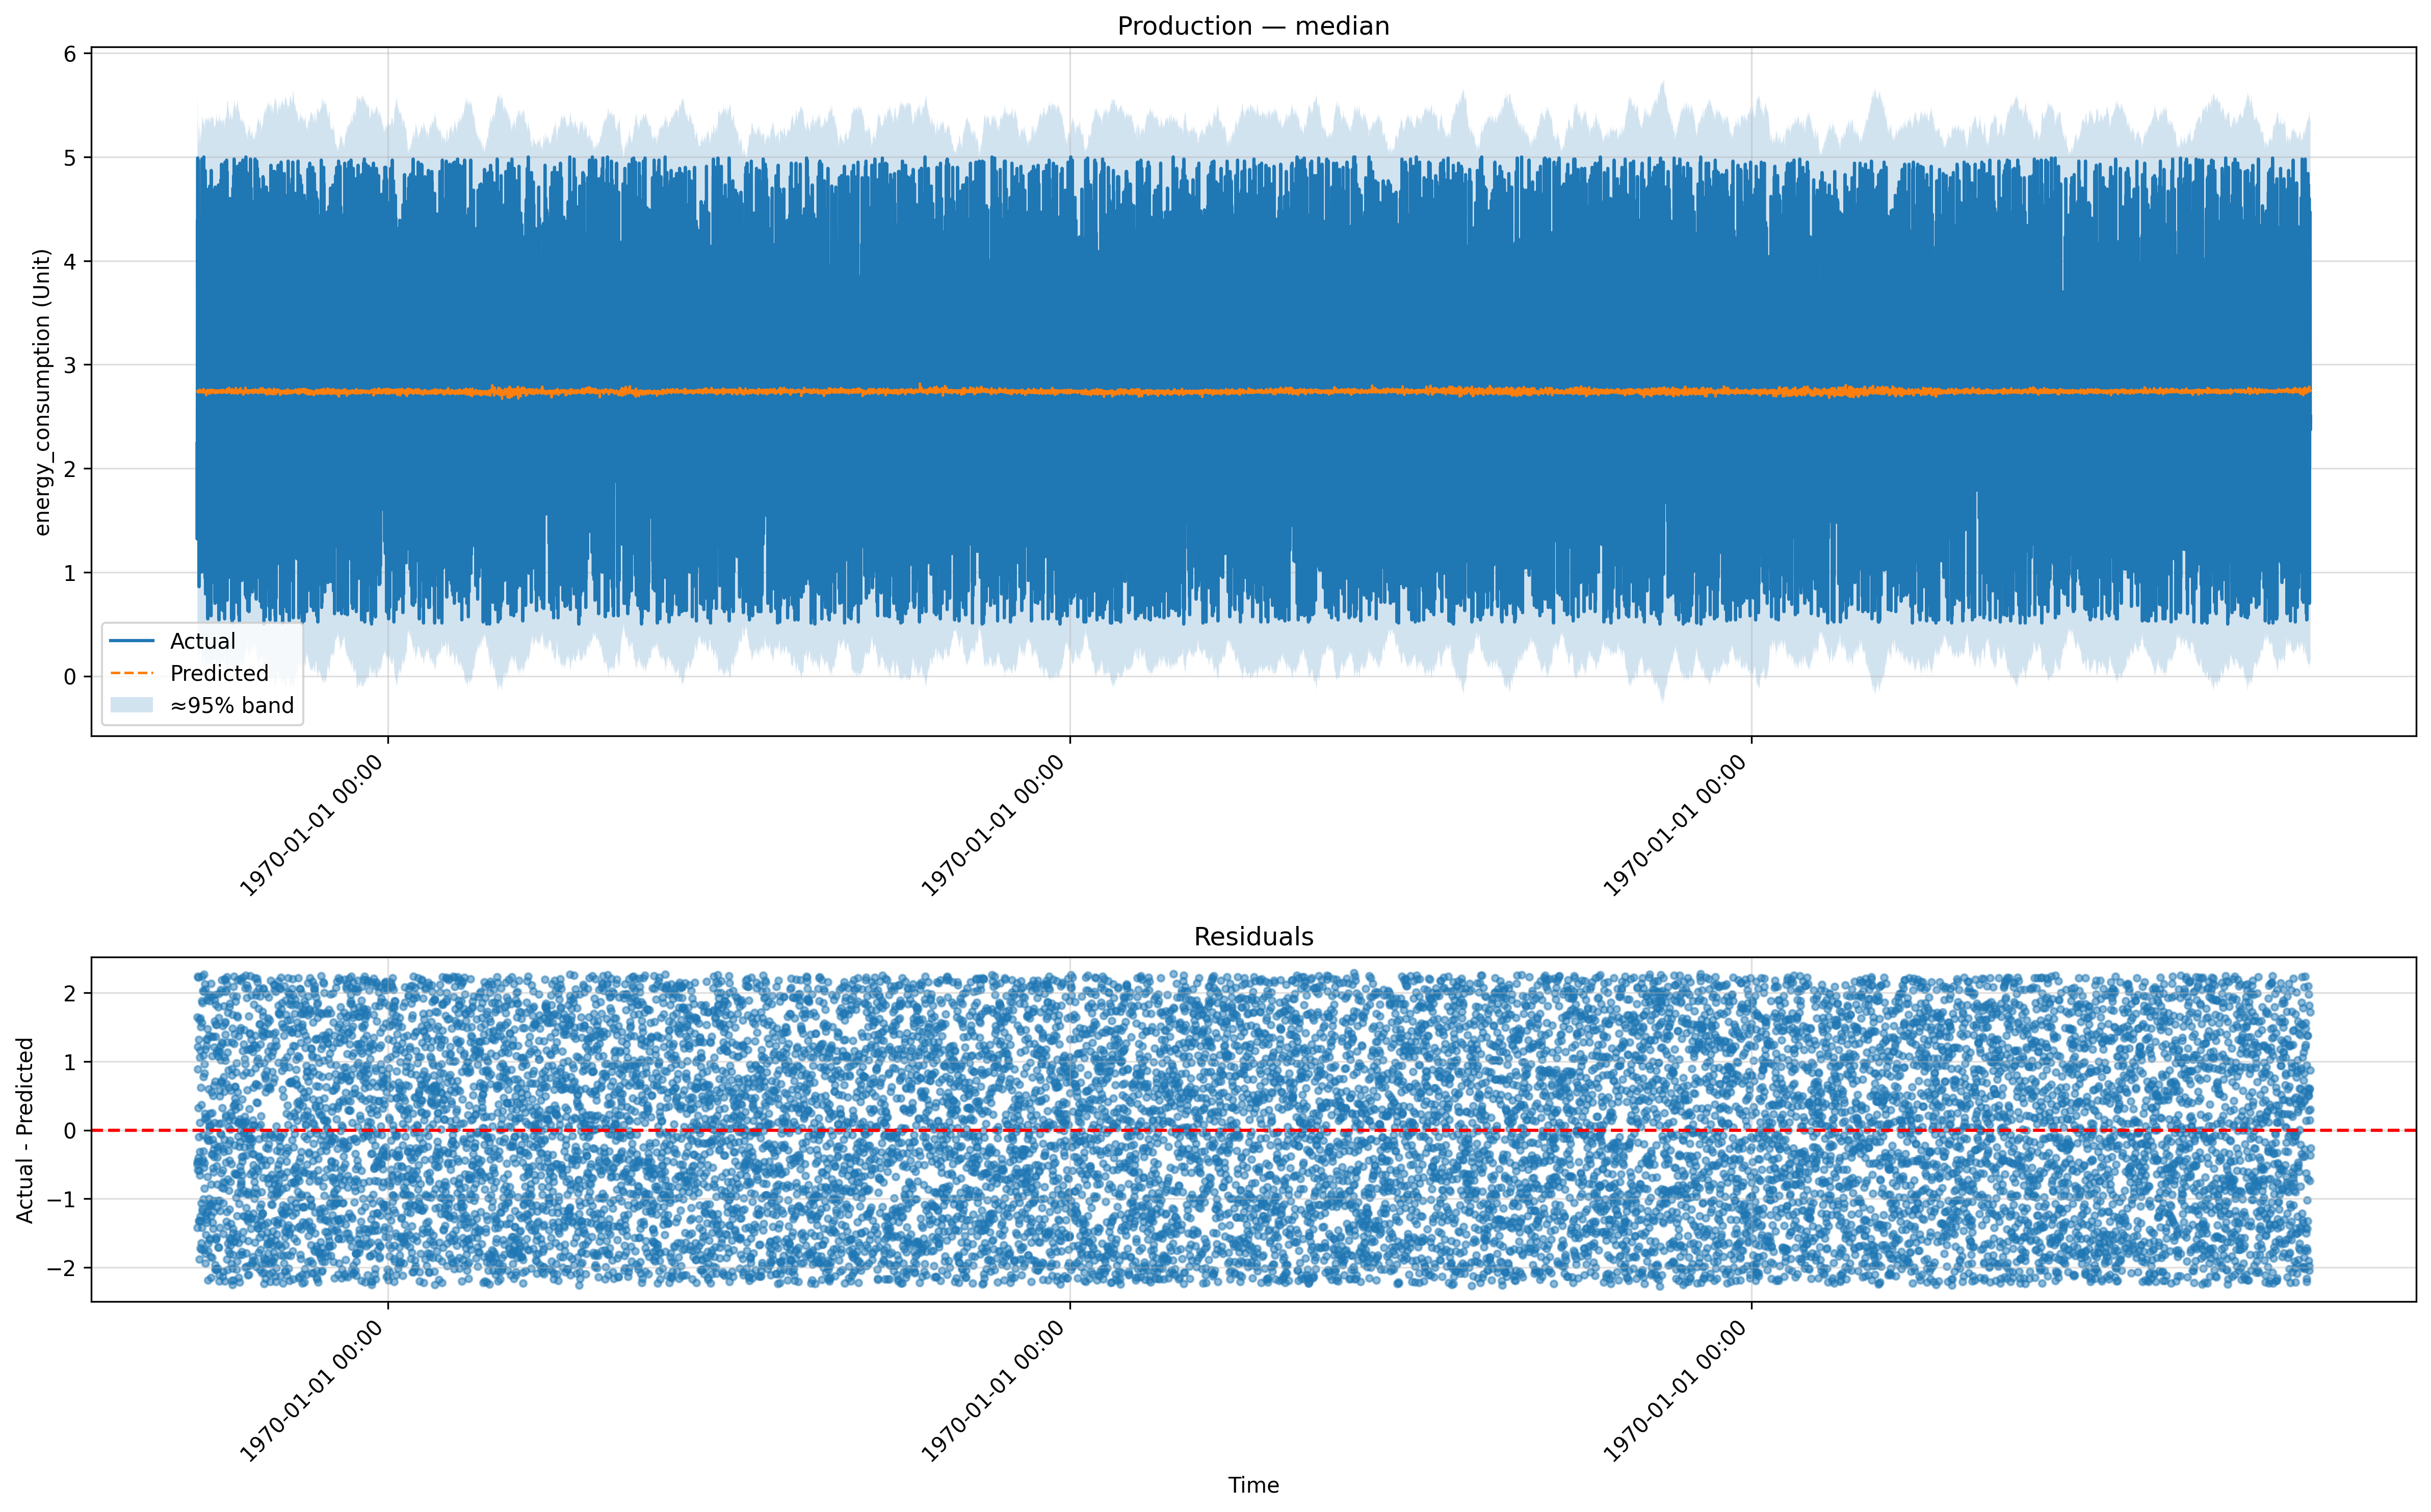 Production — median
energy_consumption (Unit)
6
5
4
3
2
1
0
Actual
Predicted
≈95% band
1970-01-01 00:00
1970-01-01 00:00
1970-01-01 00:00
Residuals
Actual - Predicted
2
1
0
−1
−2
1970-01-01 00:00
1970-01-01 00:00
1970-01-01 00:00
Time